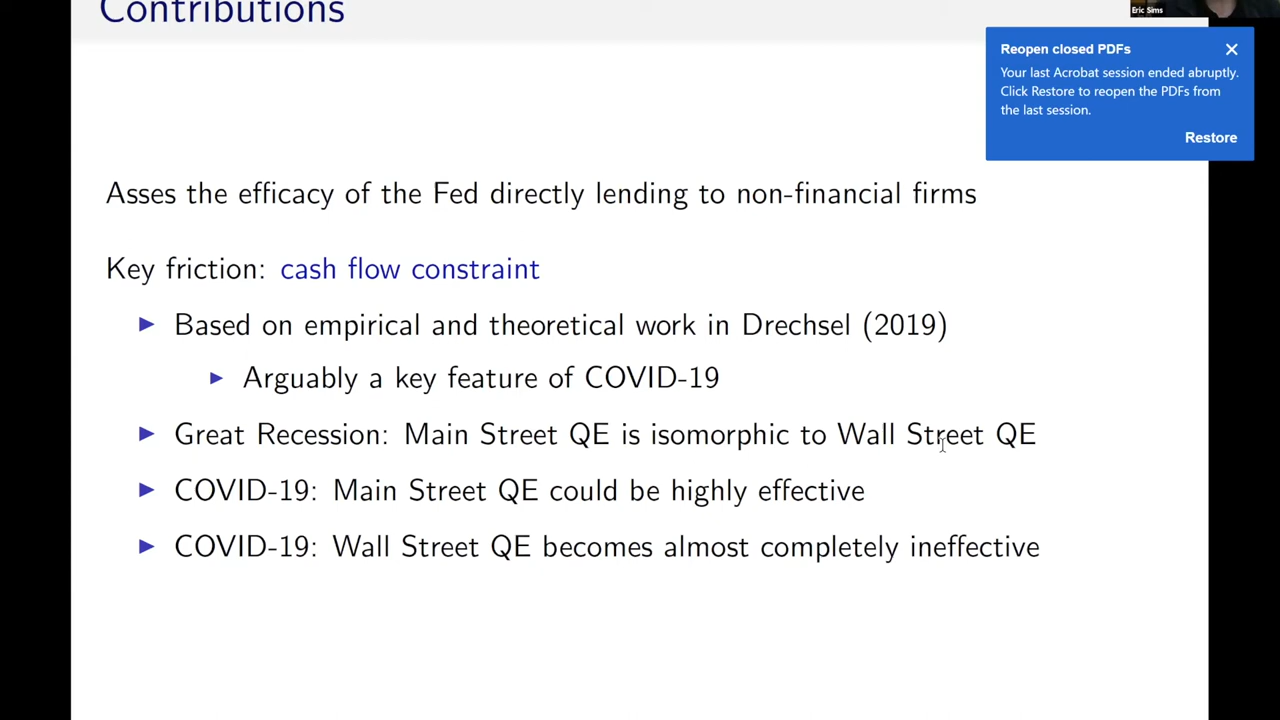 Contributions
Eric Sims
Reopen closed PDFs
Your last Acrobat session ended abruptly.
Click Restore to reopen the PDFs from
the last session.
Restore
Asses the efficacy of the Fed directly lending to non-financial firms
Key friction: cash flow constraint
Based on empirical and theoretical work in Drechsel (2019)
Arguably a key feature of COVID-19
Great Recession: Main Street QE is isomorphic to Wall Street QE
COVID-19: Main Street QE could be highly effective
COVID-19: Wall Street QE becomes almost completely ineffective